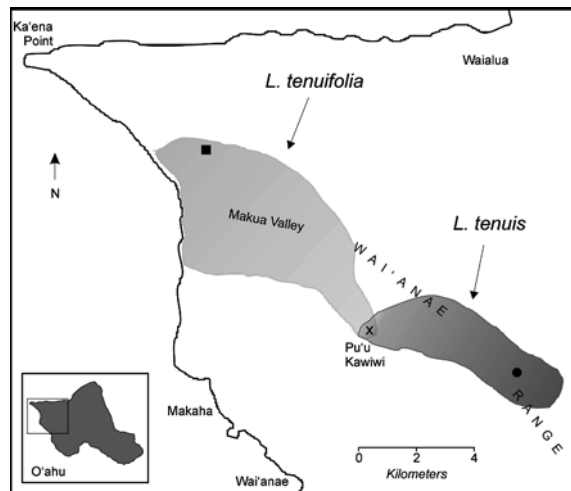 Ka'ena
Point
Waialua
L. tenuifolia
N
Makua Valley
L. tenuis
WAI'ANAE
RANGE
x
Pu'u
Kawiwi
Makaha
Wai'anae
O'ahu
0 2 4
Kilometers